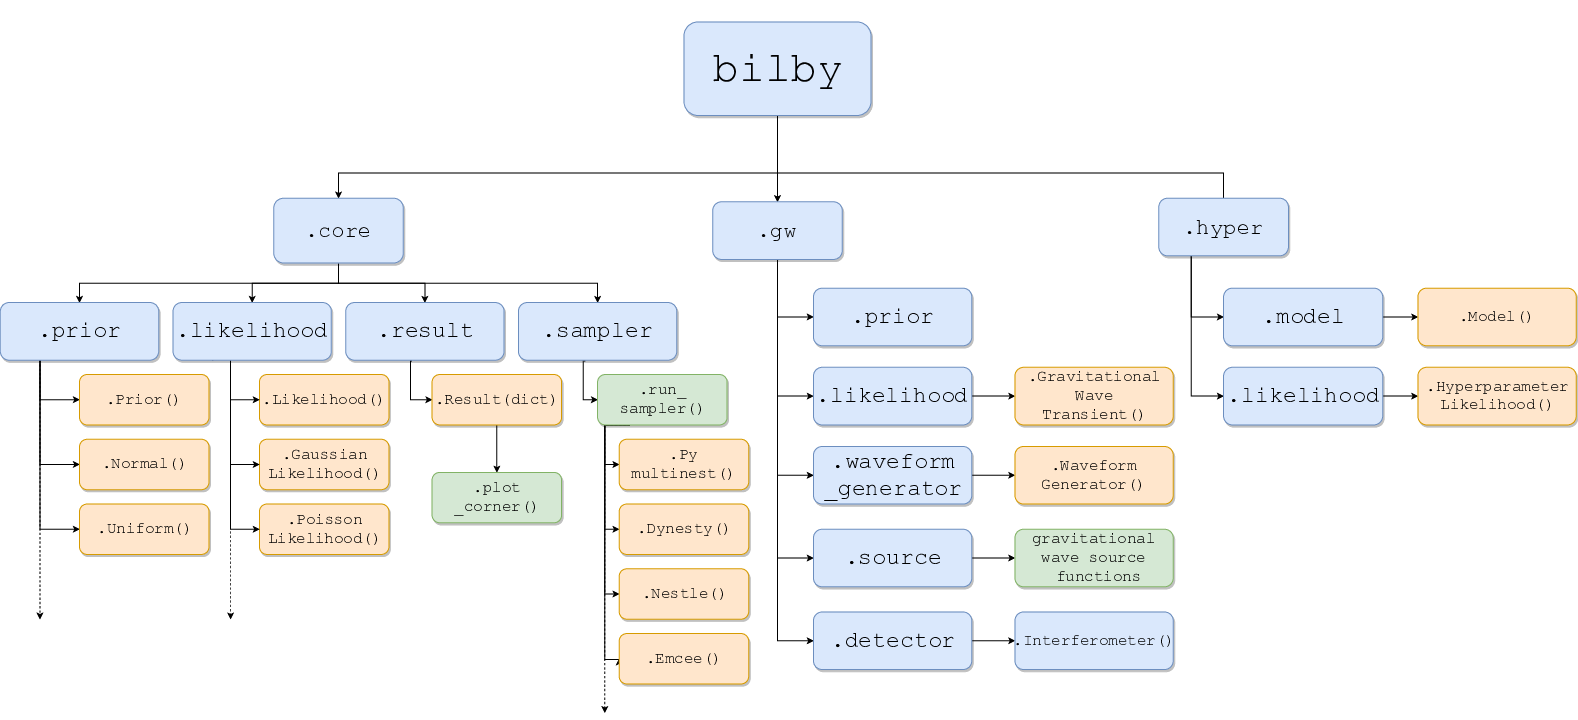 bilby
.core
.gw
.hyper
.prior
.likelihood
.result
.sampler
.Prior()
.Normal()
.Uniform()
.Likelihood()
.Gaussian
Likelihood()
.Poisson
Likelihood()
.Result(dict)
.plot
_corner()
.run_
sampler()
.Py
multinest()
.Dynesty()
.Nestle()
.Emcee()
.prior
.likelihood
.Gravitational
Wave
Transient()
.waveform
_generator
.Waveform
Generator()
.source
gravitational
wave source
functions
.detector
.Interferometer()
.model
.Model()
.likelihood
.Hyperparameter
Likelihood()